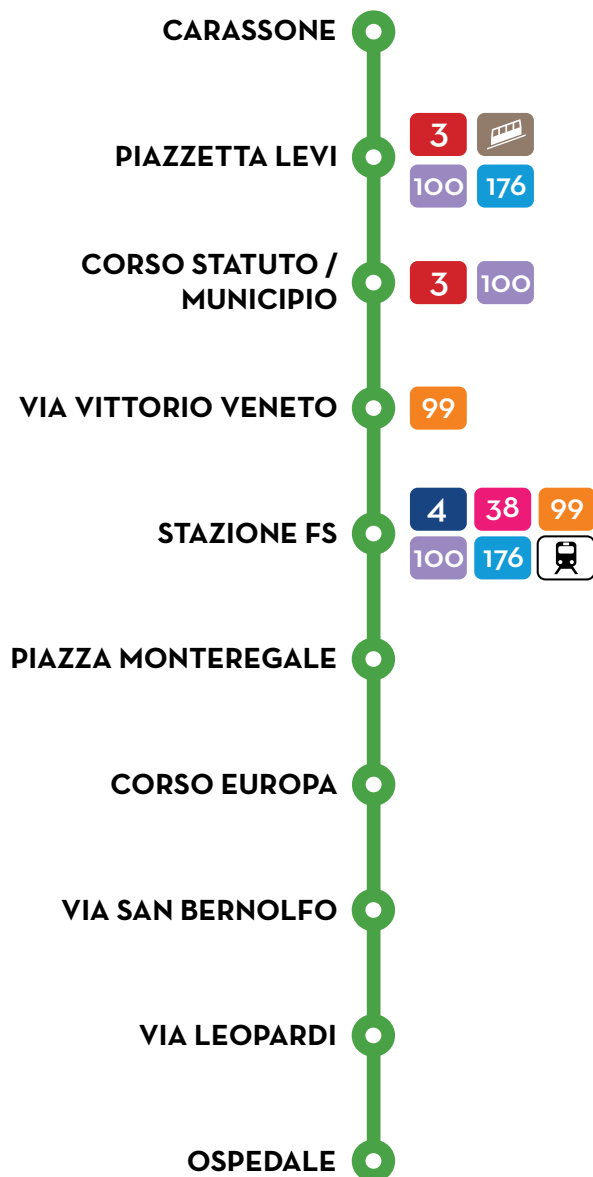 CARASSONE
PIAZZETTA LEVI
3
100 176
CORSO STATUTO /
MUNICIPIO
3 100
VIA VITTORIO VENETO
99
STAZIONE FS
4 38 99
100 176
PIAZZA MONTEREGALE
CORSO EUROPA
VIA SAN BERNOLFO
VIA LEOPARDI
OSPEDALE